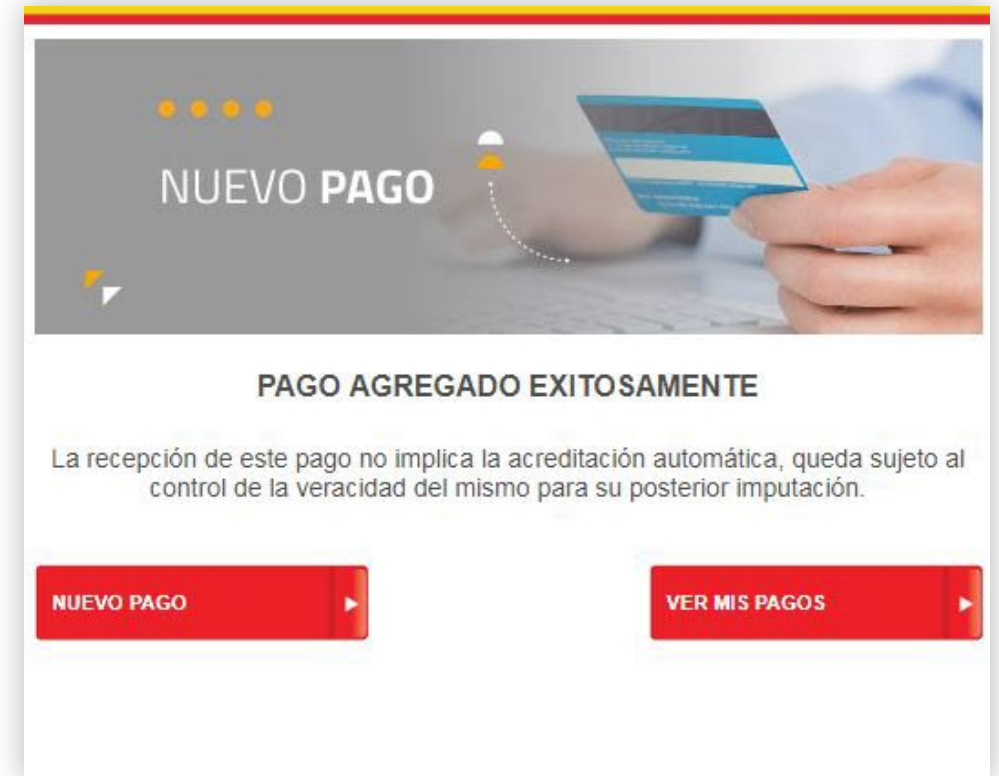 NUEVO PAGO
PAGO AGREGADO EXITOSAMENTE
La recepción de este pago no implica la acreditación automática, queda sujeto al
control de la veracidad del mismo para su posterior imputación.
NUEVO PAGO
VER MIS PAGOS